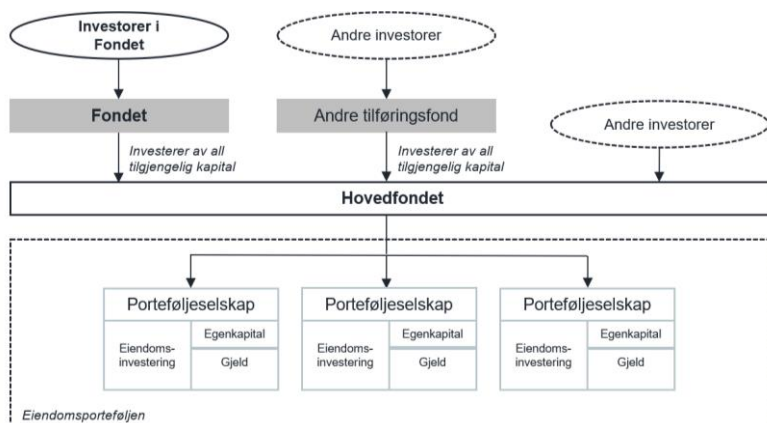 Investorer i
Fondet
Andre investorer
Fondet
Andre tilføringsfond
Andre investorer
Investerer av all
tilgjengelig kapital
Investerer av all
tilgjengelig kapital
Hovedfondet
Porteføljeselskap
Porteføljeselskap
Porteføljeselskap
Eiendoms-
investering
Egenkapital
Gjeld
Eiendoms-
investering
Egenkapital
Gjeld
Eiendoms-
investering
Egenkapital
Gjeld
Eiendomsporteføljen